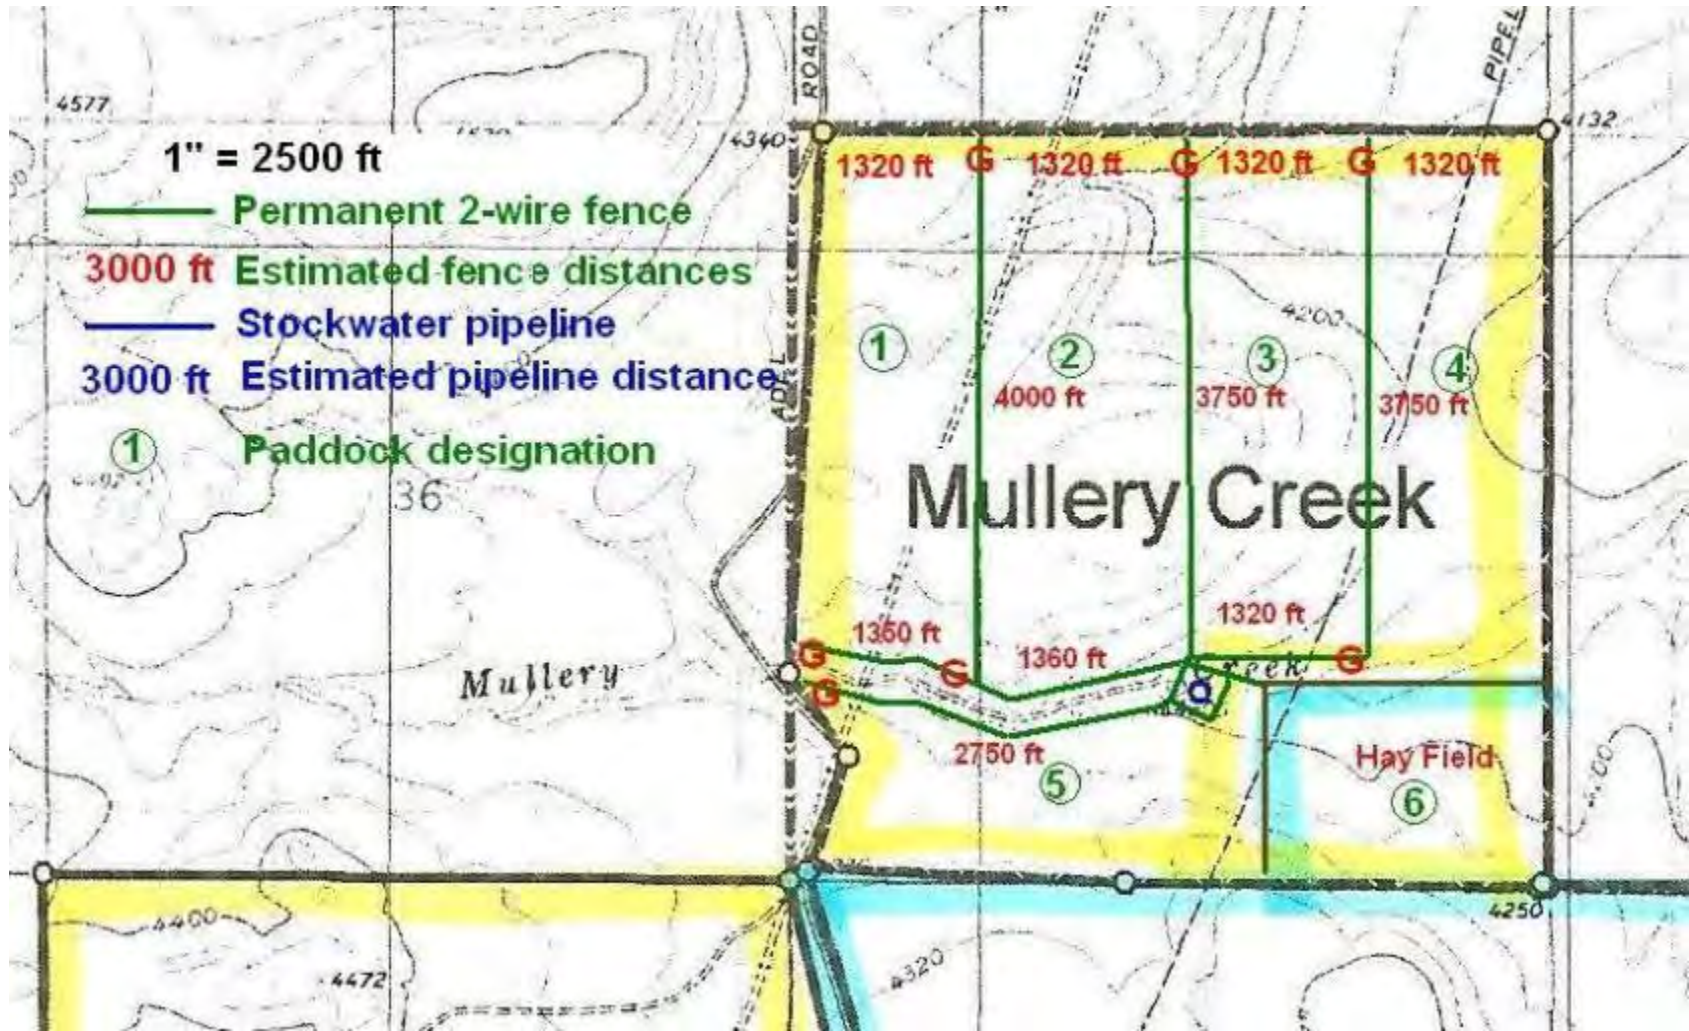 ROAD
PIPEL
4577
4340
4132
1" = 2500 ft
1320 ft G 1320 ft G 1320 ft G 1320 ft
Permanent 2-wire fence
3000 ft Estimated fence distances
Stockwater pipeline
4200
3000 ft Estimated pipeline distance
1 2 3 4
4000 ft 3750 ft 3750 ft
1 Paddock designation
36
Mullery Creek
1320 ft
G 1350 ft G 1360 ft G
Mullery Creek
G
2750 ft
5
Hay Field
6
4400
4250
4472
4320